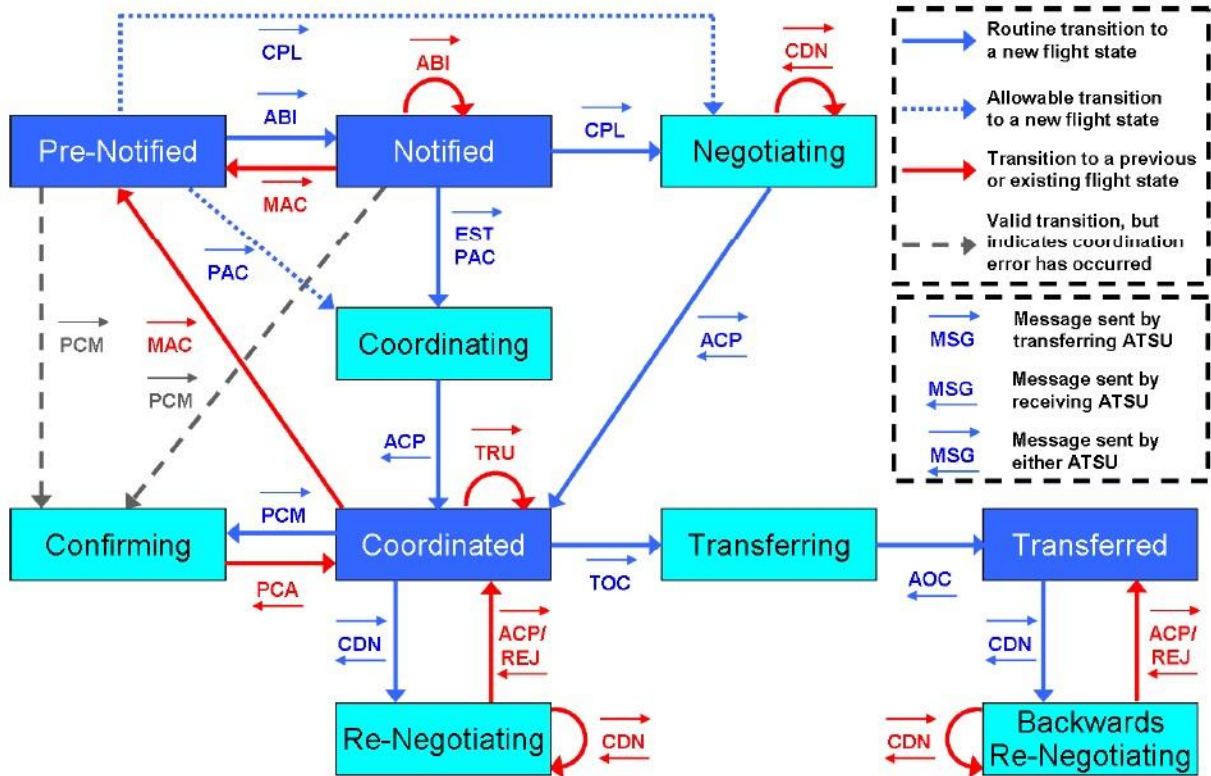 CPL
ABI
CDN
ABI
CPL
Pre-Notified
Notified
Negotiating
MAC
EST
PAC
PAC
PCM
MAC
PCM
Coordinating
ACP
ACP
TRU
PCM
Confirming
Coordinated
Transferring
Transferred
PCA
TOC
AOC
CDN
ACP/
REJ
CDN
ACP/
REJ
Re-Negotiating
CDN
CDN
Backwards
Re-Negotiating
Routine transition to
a new flight state
Allowable transition
to a new flight state
Transition to a previous
or existing flight state
Valid transition, but
indicates coordination
error has occurred
MSG
Message sent by
transferring ATSU
MSG
Message sent by
receiving ATSU
MSG
Message sent by
either ATSU